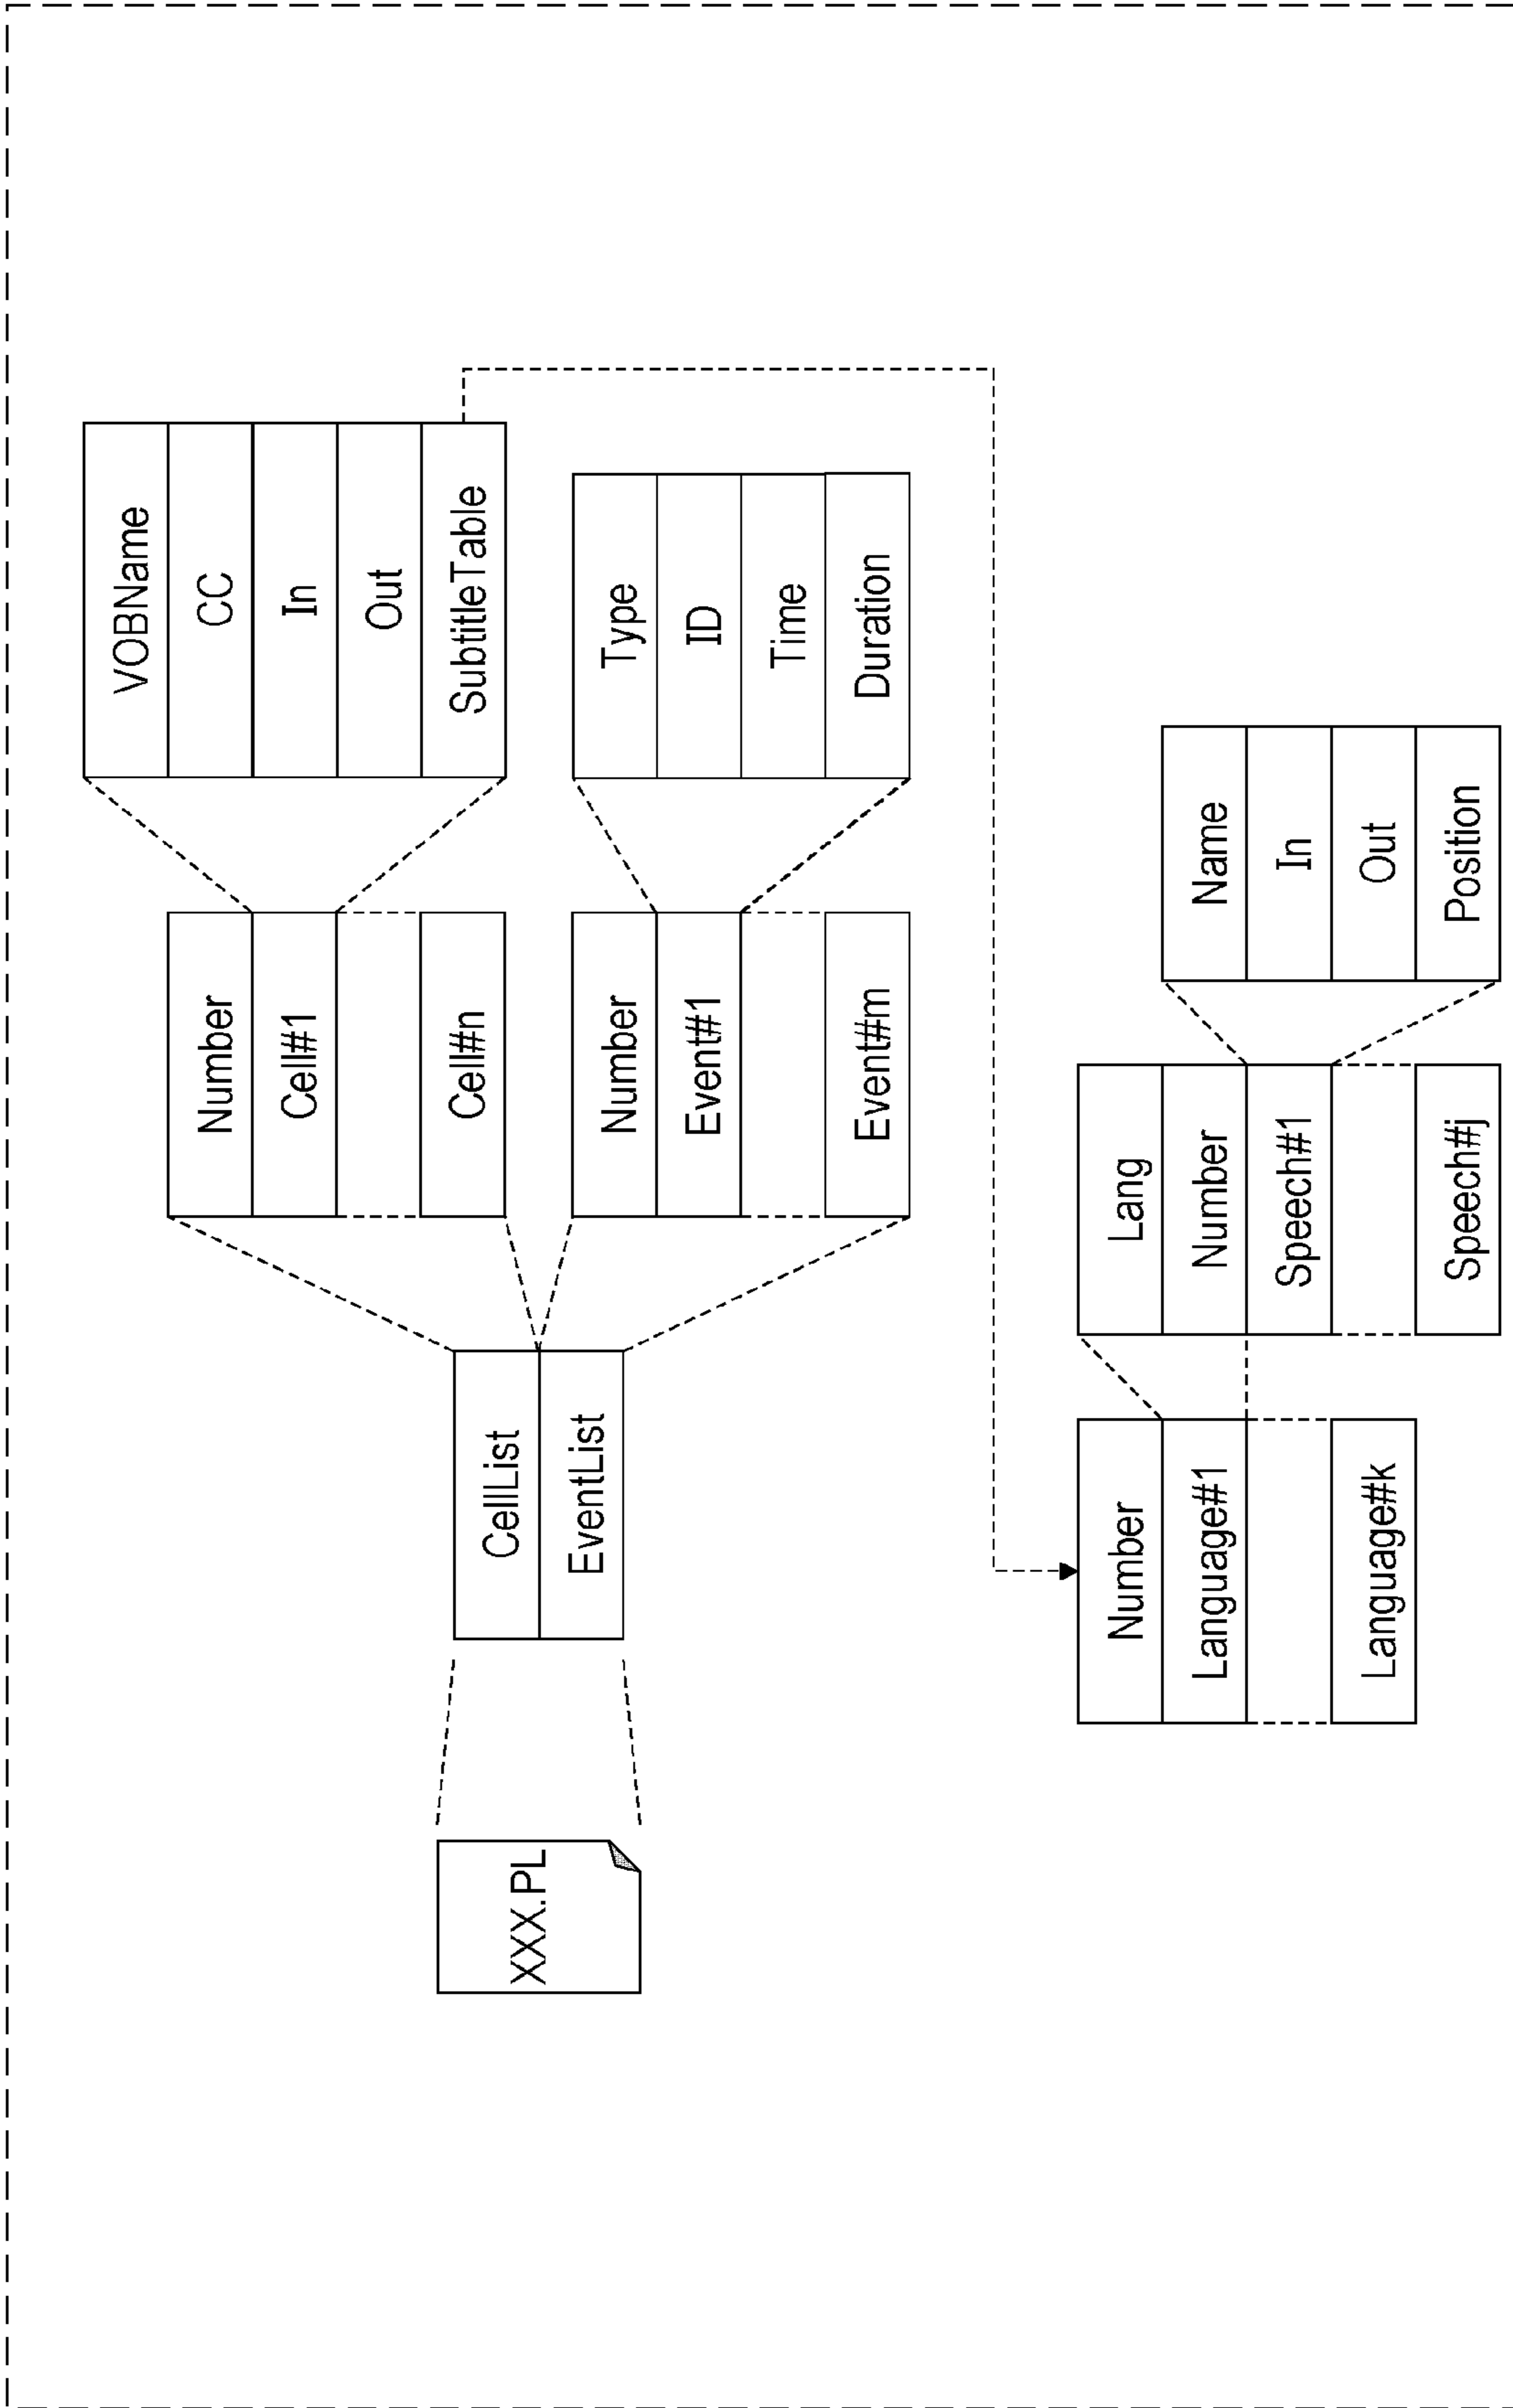 XXX.PL
CellList
EventList
Number
Cell#1
Cell#n
VOBName
CC
In
Out
SubtitleTable
Number
Event#1
Event#m
Type
ID
Time
Duration
Number
Language#1
Language#k
Lang
Number
Speech#1
Speech#j
Name
In
Out
Position